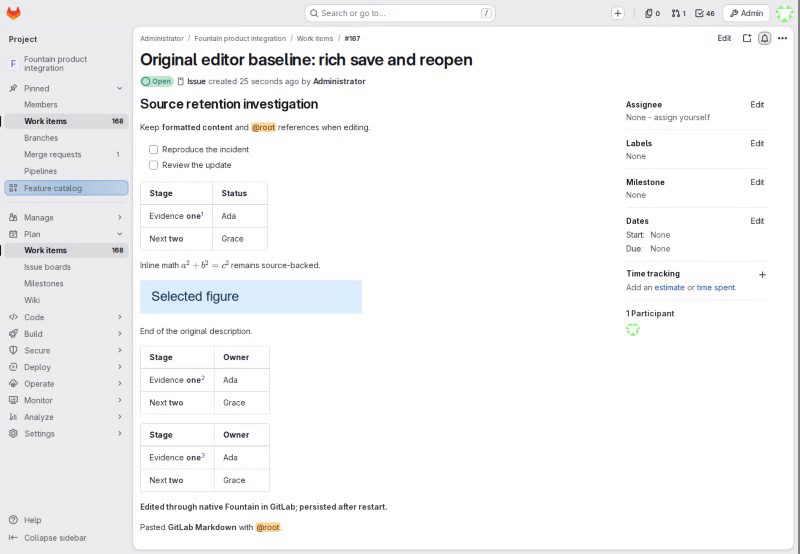 Search or go to...
/
0
1
46
Admin
Project
F
Fountain product integration
Pinned
Members
Work items 168
Branches
Merge requests 1
Pipelines
Feature catalog
Manage
Plan
Work items 168
Issue boards
Milestones
Wiki
Code
Build
Secure
Deploy
Operate
Monitor
Analyze
Settings
Help
Collapse sidebar
Administrator / Fountain product integration / Work items / #167
Edit
Original editor baseline: rich save and reopen
Open Issue created 25 seconds ago by Administrator
Source retention investigation
Keep formatted content and @root references when editing.
Reproduce the incident
Review the update
Stage Status
Evidence one¹ Ada
Next two Grace
Inline math a² + b² = c² remains source-backed.
Selected figure
End of the original description.
Stage Owner
Evidence one² Ada
Next two Grace
Stage Owner
Evidence one³ Ada
Next two Grace
Edited through native Fountain in GitLab; persisted after restart.
Pasted GitLab Markdown with @root.
Assignee Edit
None - assign yourself
Labels Edit
None
Milestone Edit
None
Dates Edit
Start: None
Due: None
Time tracking
Add an estimate or time spent.
1 Participant